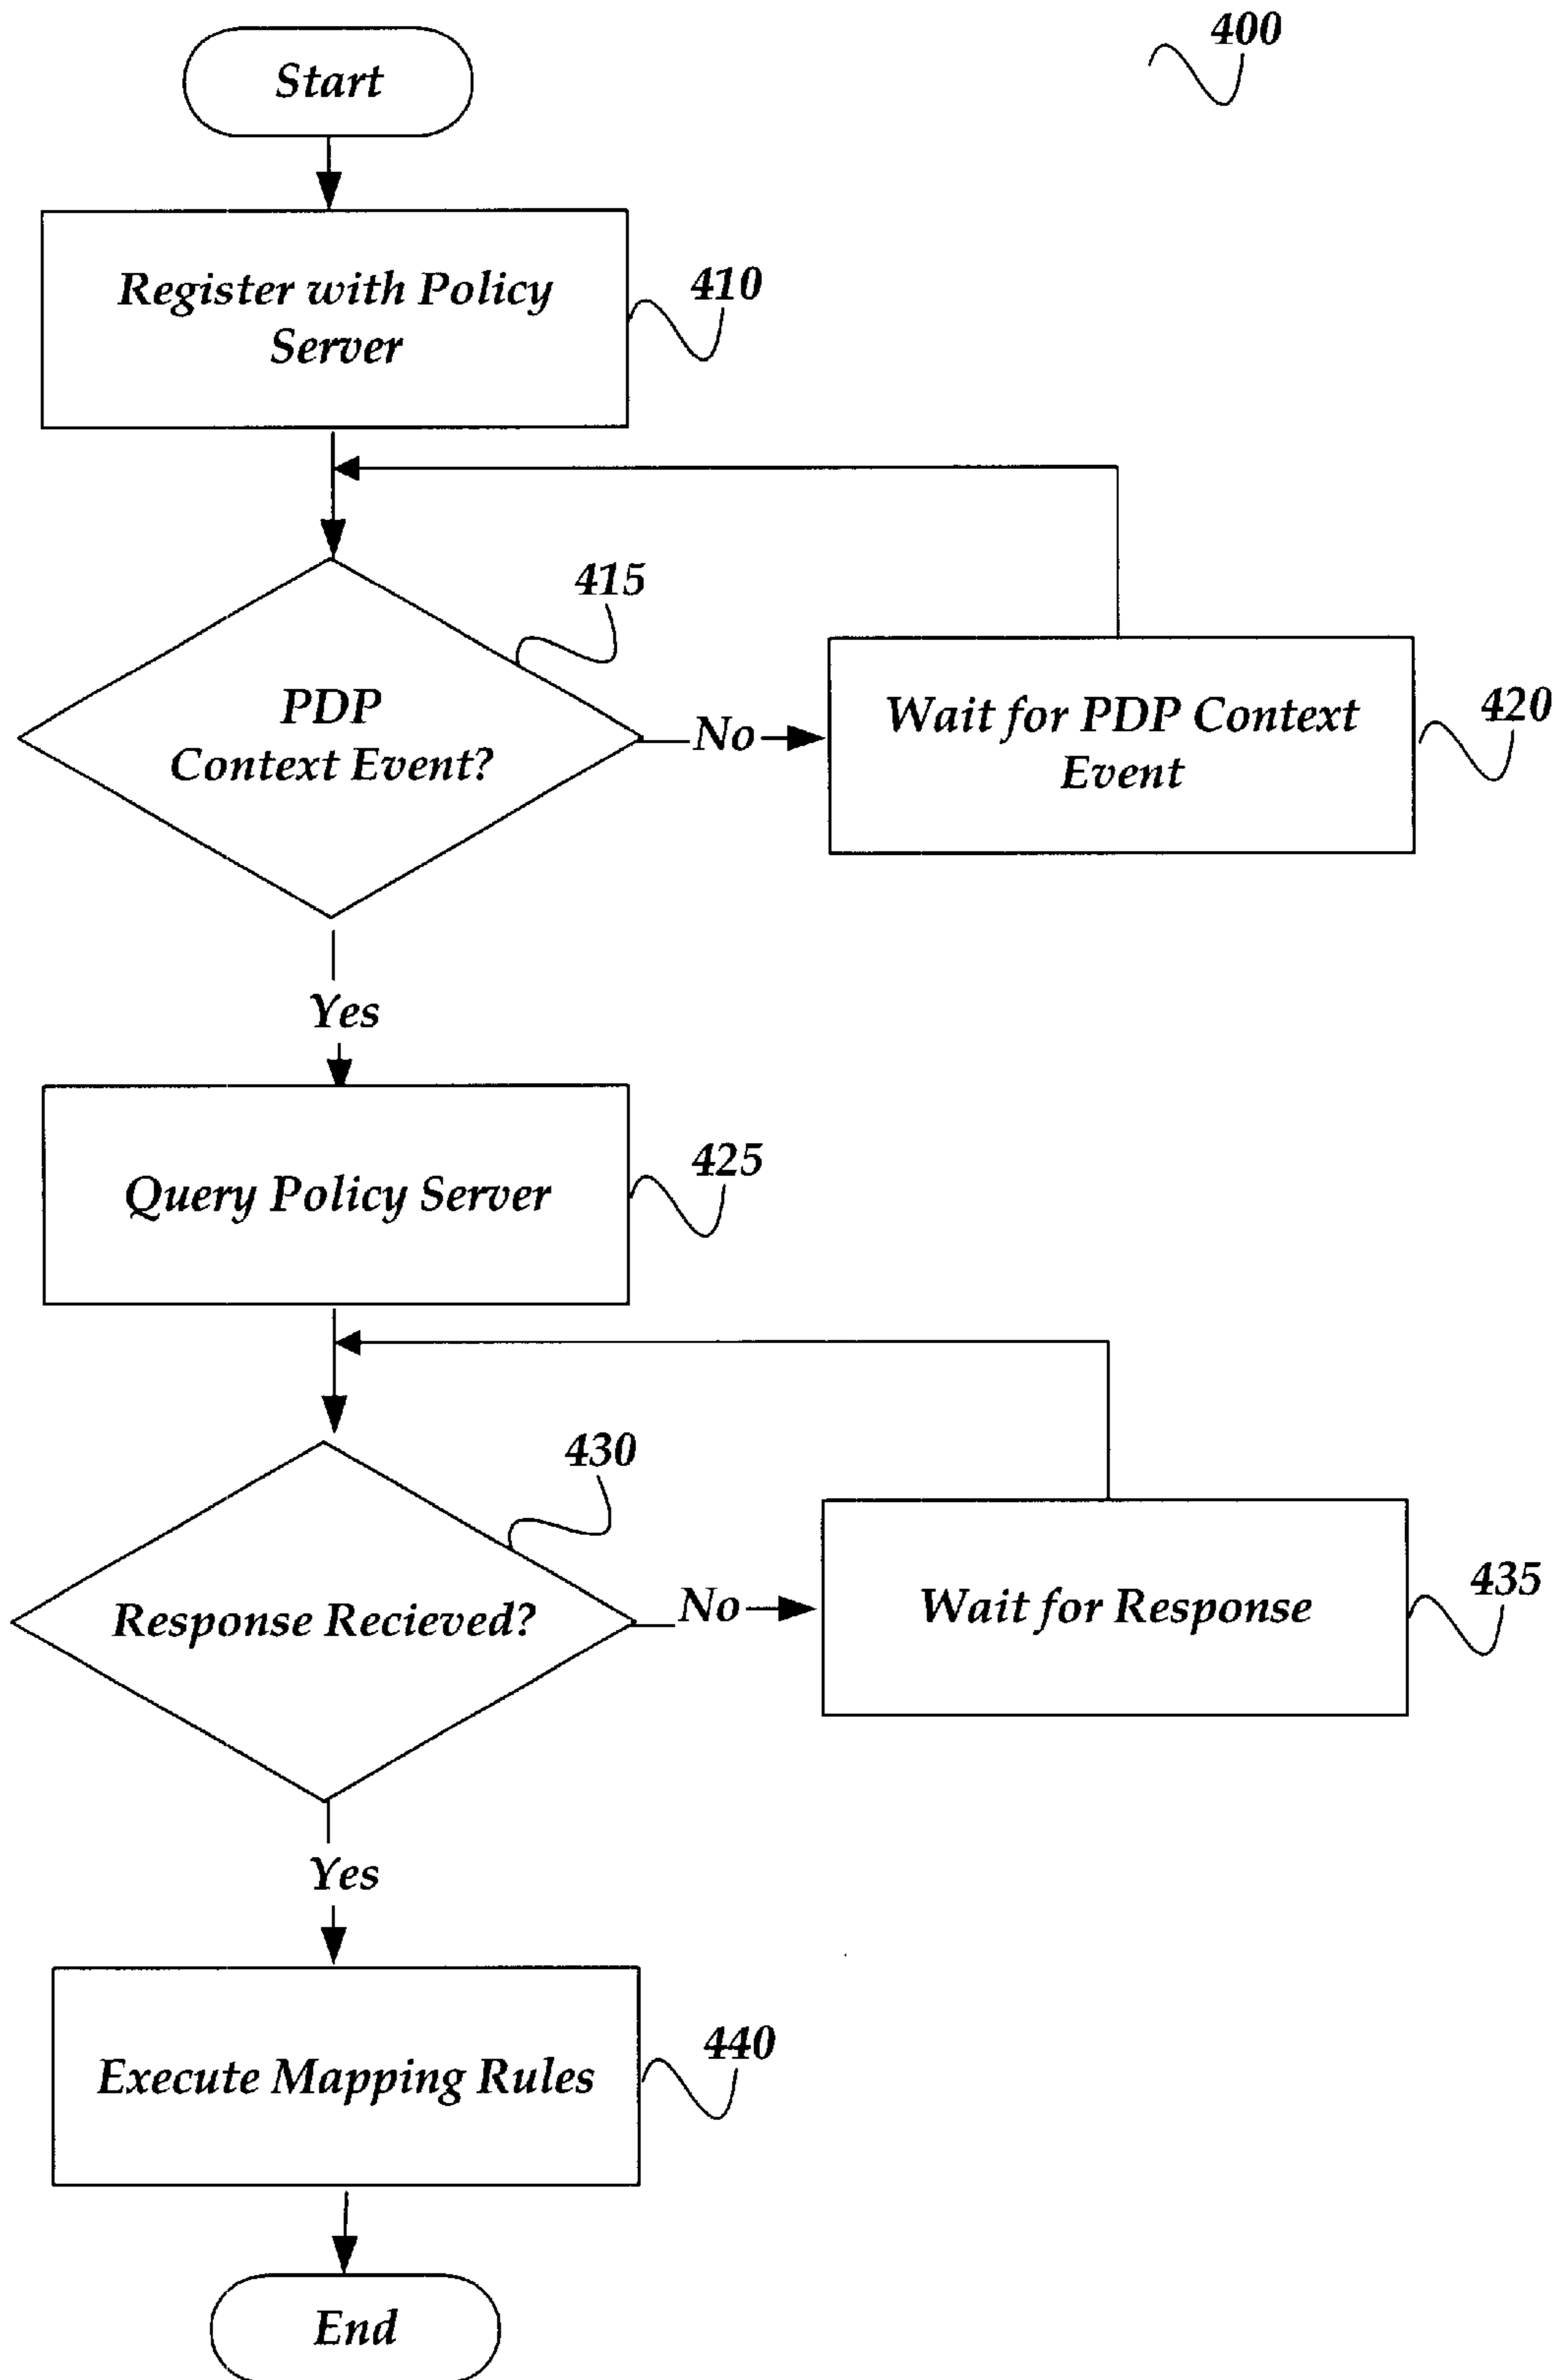 400
Start
Register with Policy
Server
410
415
PDP
Context Event?
No
Wait for PDP Context
Event
420
Yes
Query Policy Server
425
430
Response Recieved?
No
Wait for Response
435
Yes
Execute Mapping Rules
440
End